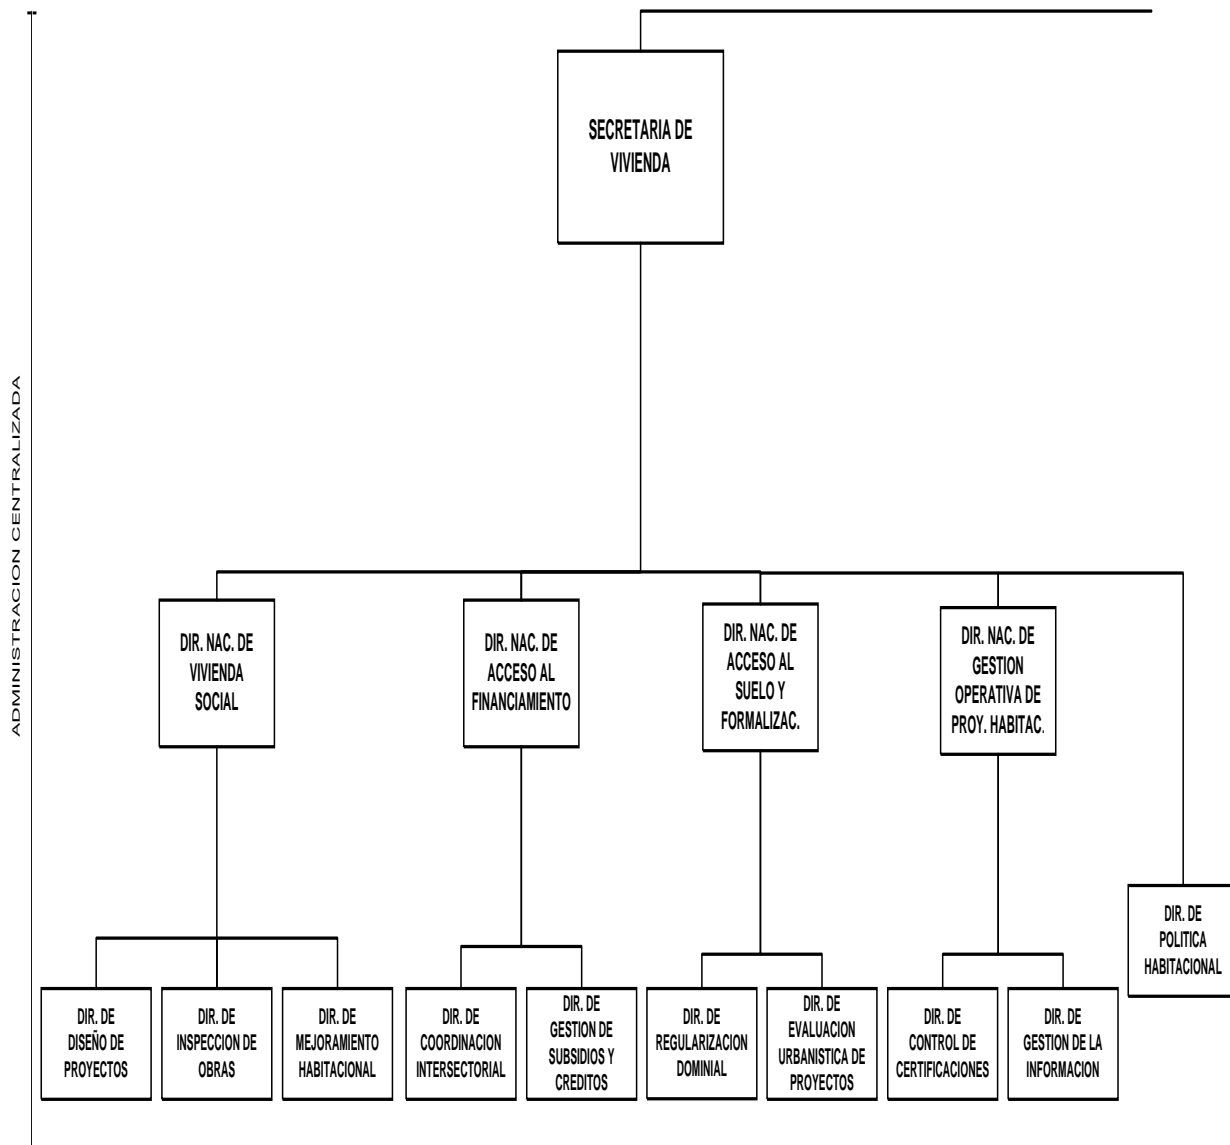 ADMINISTRACION CENTRALIZADA
SECRETARIA DE
VIVIENDA
DIR. NAC. DE
VIVIENDA
SOCIAL
DIR. NAC. DE
ACCESO AL
FINANCIAMIENTO
DIR. NAC. DE
ACCESO AL
SUELO Y
FORMALIZAC.
DIR. NAC. DE
GESTION
OPERATIVA DE
PROY. HABITAC.
DIR. DE
POLITICA
HABITACIONAL
DIR. DE
DISEÑO DE
PROYECTOS
DIR. DE
INSPECCION DE
OBRAS
DIR. DE
MEJORAMIENTO
HABITACIONAL
DIR. DE
COORDINACION
INTERSECTORIAL
DIR. DE
GESTION DE
SUBSIDIOS Y
CREDITOS
DIR. DE
REGULARIZACION
DOMINIAL
DIR. DE
EVALUACION
URBANISTICA DE
PROYECTOS
DIR. DE
CONTROL DE
CERTIFICACIONES
DIR. DE
GESTION DE LA
INFORMACION